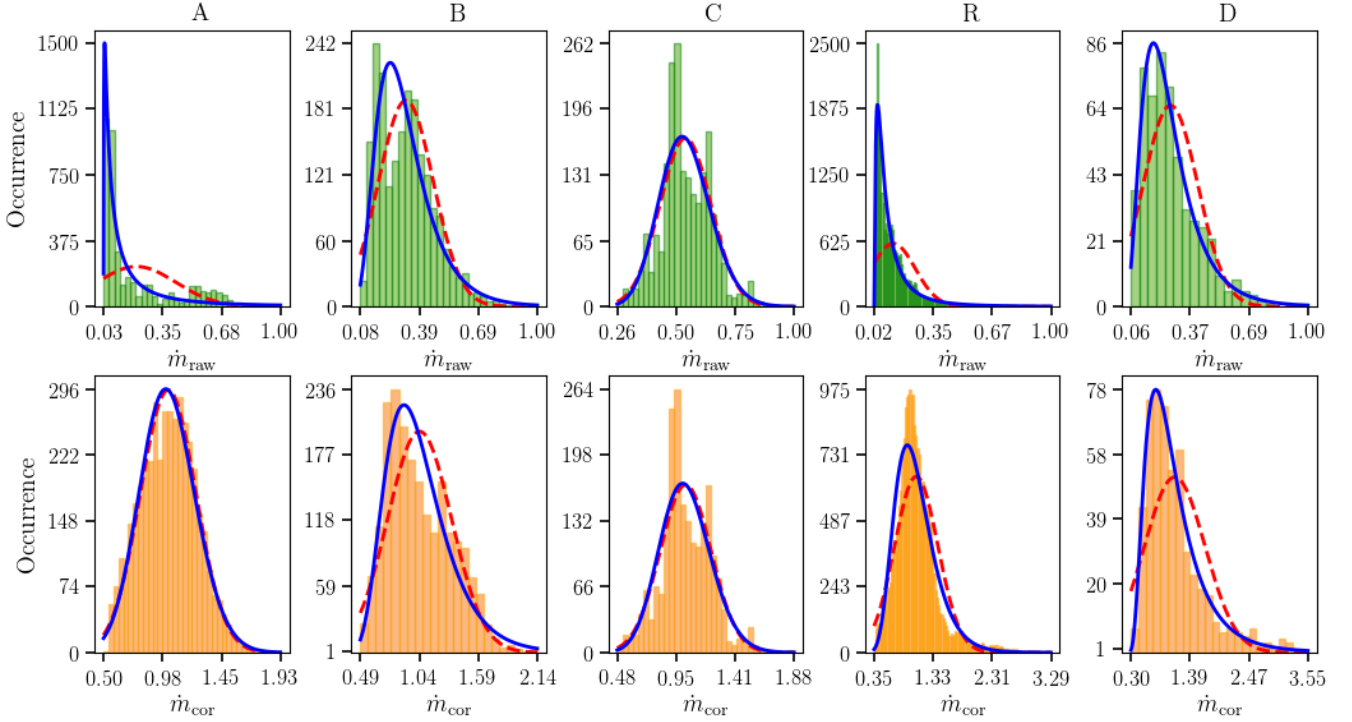 A B C R D
Occurrence
1500 1125 750 375 0
242 181 121 60 0
262 196 131 65 0
2500 1875 1250 625 0
86 64 43 21 0
0.03 0.35 0.68 1.00
0.08 0.39 0.69 1.00
0.26 0.50 0.75 1.00
0.02 0.35 0.67 1.00
0.06 0.37 0.69 1.00
ṁraw ṁraw ṁraw ṁraw ṁraw
Occurrence
296 222 148 74 0
236 177 118 59 1
264 198 132 66 0
975 731 487 243 0
78 58 39 20 1
0.50 0.98 1.45 1.93
0.49 1.04 1.59 2.14
0.48 0.95 1.41 1.88
0.35 1.33 2.31 3.29
0.30 1.39 2.47 3.55
ṁcor ṁcor ṁcor ṁcor ṁcor